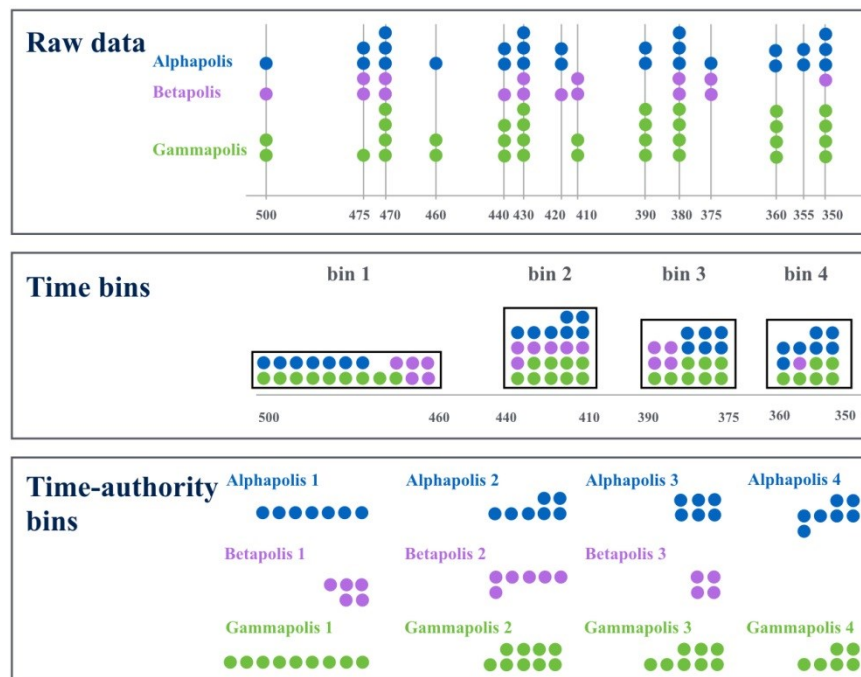 Raw data
Alphapolis
Betapolis
Gammapolis
500 475 470 460 440 430 420 410 390 380 375 360 355 350
bin 1 bin 2 bin 3 bin 4
Time bins
500 460 440 410 390 375 360 350
Time-authority
bins
Alphapolis 1 Alphapolis 2 Alphapolis 3 Alphapolis 4
Betapolis 1 Betapolis 2 Betapolis 3
Gammapolis 1 Gammapolis 2 Gammapolis 3 Gammapolis 4